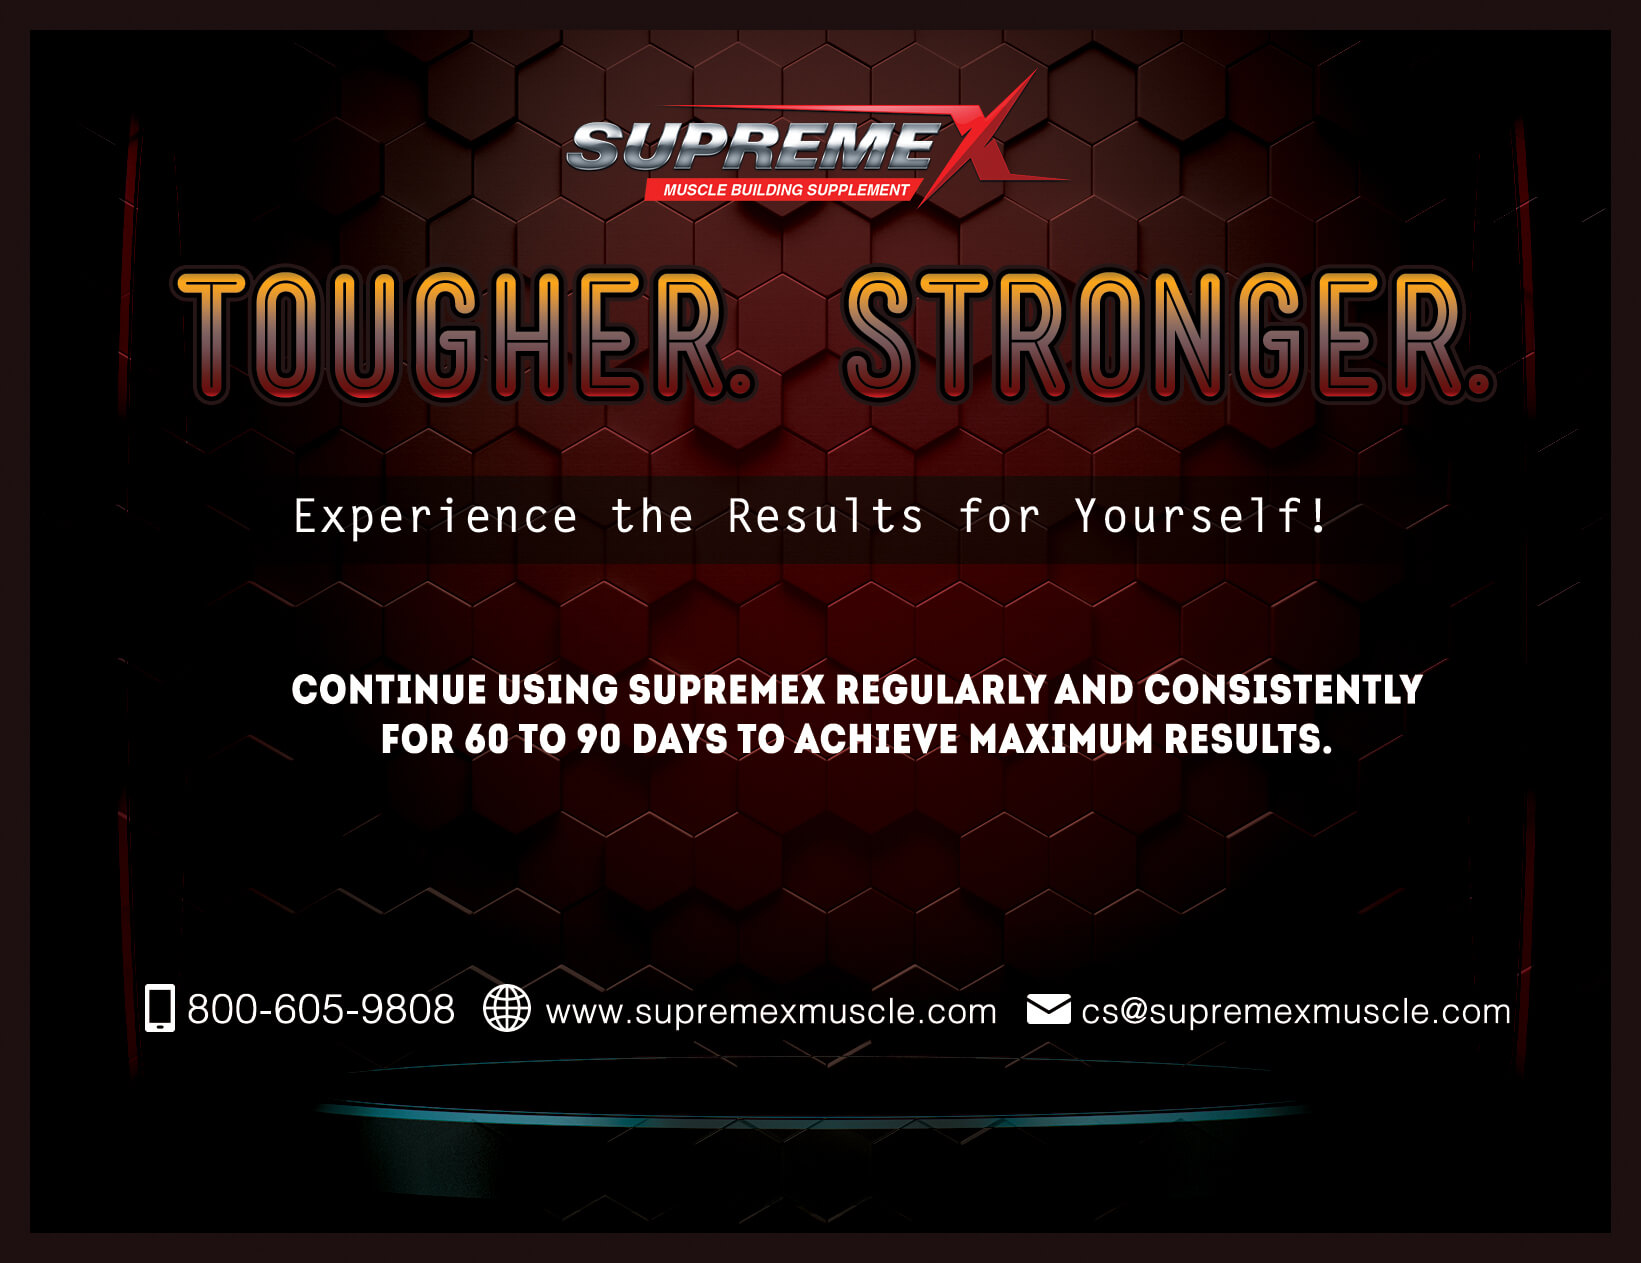 SUPREMEX
MUSCLE BUILDING SUPPLEMENT
TOUGHER. STRONGER.
Experience the Results for Yourself!
CONTINUE USING SUPREMEX REGULARLY AND CONSISTENTLY
FOR 60 TO 90 DAYS TO ACHIEVE MAXIMUM RESULTS.
800-605-9808 www.supremexmuscle.com cs@supremexmuscle.com